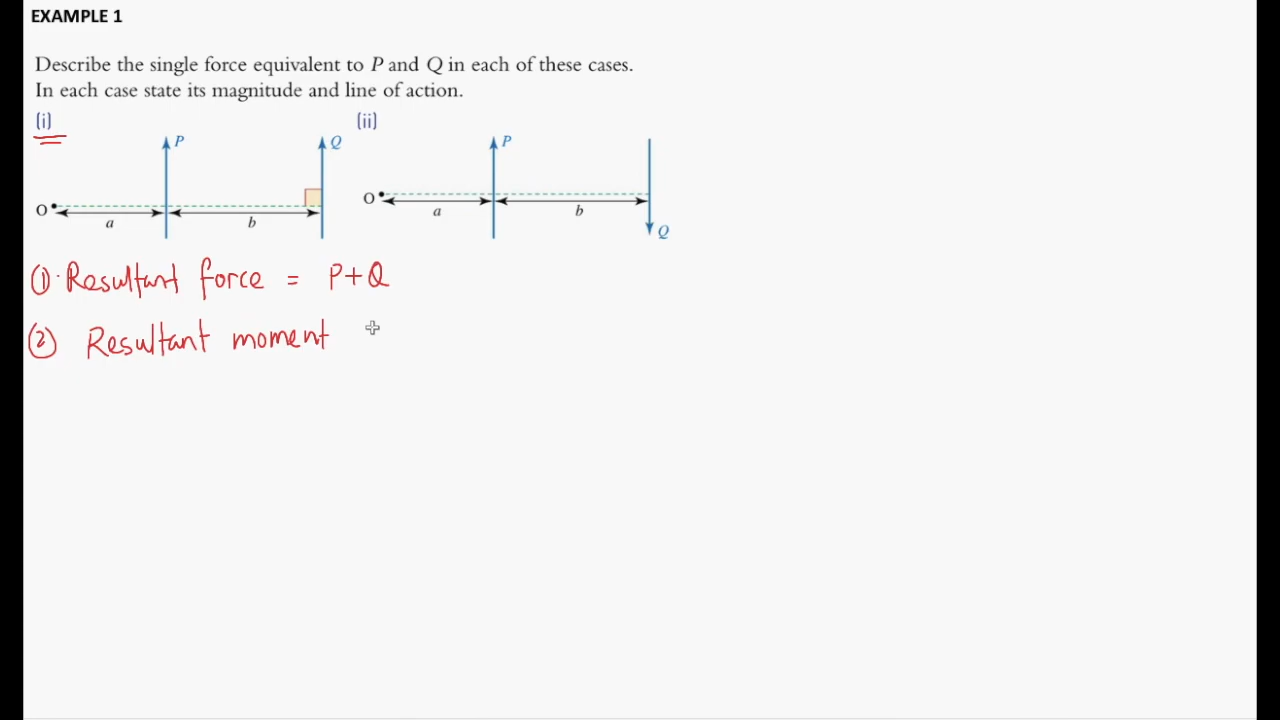 EXAMPLE 1
Describe the single force equivalent to P and Q in each of these cases.
In each case state its magnitude and line of action.
(i)
P
Q
O
a
b
(ii)
P
O
a
b
Q
① · Resultant force = P+Q
② Resultant moment